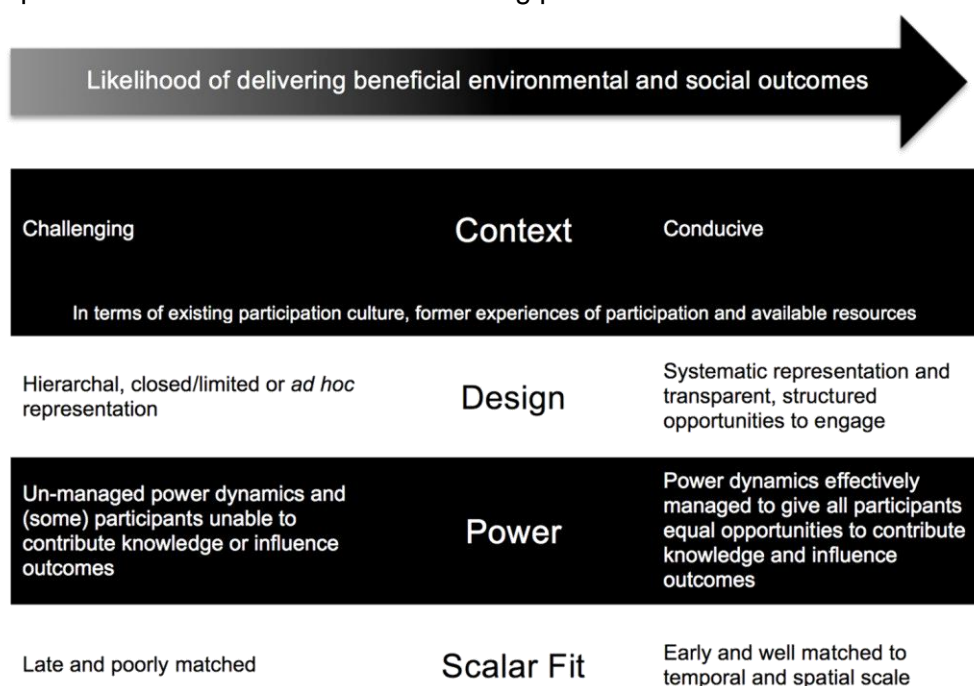 Likelihood of delivering beneficial environmental and social outcomes
Challenging
Context
Conducive
In terms of existing participation culture, former experiences of participation and available resources
Hierarchal, closed/limited or ad hoc
representation
Design
Systematic representation and
transparent, structured
opportunities to engage
Un-managed power dynamics and
(some) participants unable to
contribute knowledge or influence
outcomes
Power
Power dynamics effectively
managed to give all participants
equal opportunities to contribute
knowledge and influence
outcomes
Late and poorly matched
Scalar Fit
Early and well matched to
temporal and spatial scale